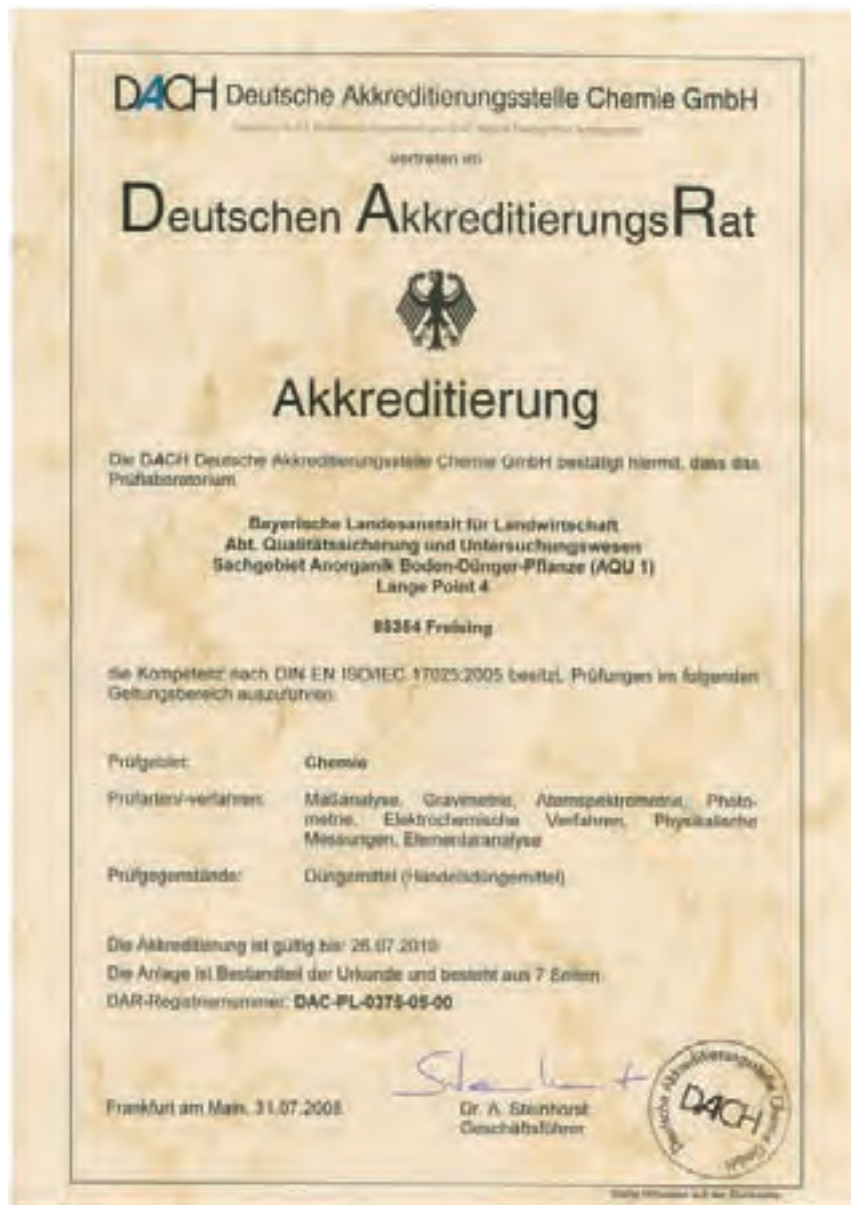 DACH Deutsche Akkreditierungsstelle Chemie GmbH
vertreten im
Deutschen AkkreditierungsRat
Akkreditierung
Die DACH Deutsche Akkreditierungsstelle Chemie GmbH bestätigt hiermit, dass das
Prüflaboratorium
Bayerische Landesanstalt für Landwirtschaft
Abt. Qualitätssicherung und Untersuchungswesen
Sachgebiet Anorganik Boden-Dünger-Pflanze (AQU 1)
Lange Point 4
85354 Freising
die Kompetenz nach DIN EN ISO/IEC 17025:2005 besitzt, Prüfungen im folgenden
Geltungsbereich auszuführen:
Prüfgebiet: Chemie
Prüfarten/-verfahren: Maßanalyse, Gravimetrie, Atomspektrometrie, Photo-
metrie, Elektrochemische Verfahren, Physikalische
Messungen, Elementaranalyse
Prüfgegenstände: Düngemittel (Handelsdüngemittel)
Die Akkreditierung ist gültig bis: 26.07.2010
Die Anlage ist Bestandteil der Urkunde und besteht aus 7 Seiten.
DAR-Registriernummer: DAC-PL-0375-05-00
Frankfurt am Main, 31.07.2008
Dr. A. Steinhorst
Geschäftsführer
Deutsche Akkreditierungsstelle Chemie GmbH
DACH